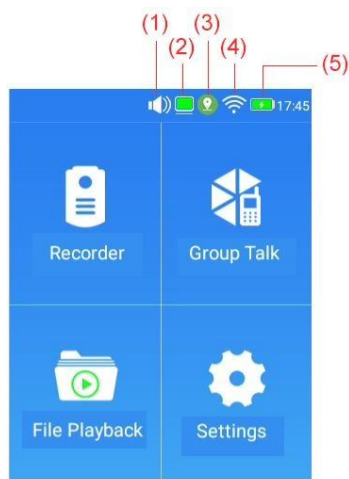 (3)
(1) (2) (4)
(5)
17:45
Recorder Group Talk
File Playback Settings